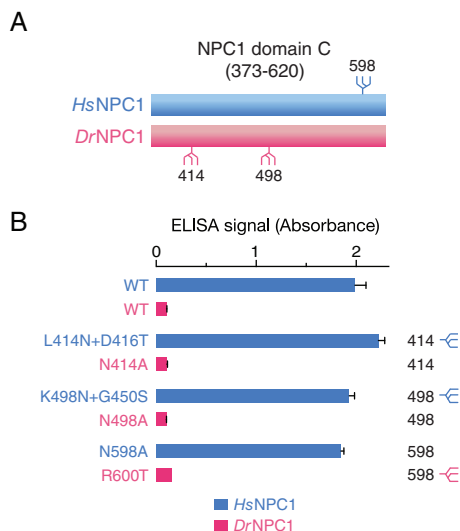 A
NPC1 domain C
(373-620)
598
HsNPC1
DrNPC1
414 498
B
ELISA signal (Absorbance)
0 1 2
WT
WT
L414N+D416T 414
N414A 414
K498N+G450S 498
N498A 498
N598A 598
R600T 598
HsNPC1
DrNPC1